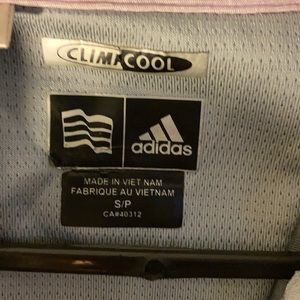 CLIMACOOL
adidas
MADE IN VIET NAM
FABRIQUE AU VIETNAM
S/P
CA#40312